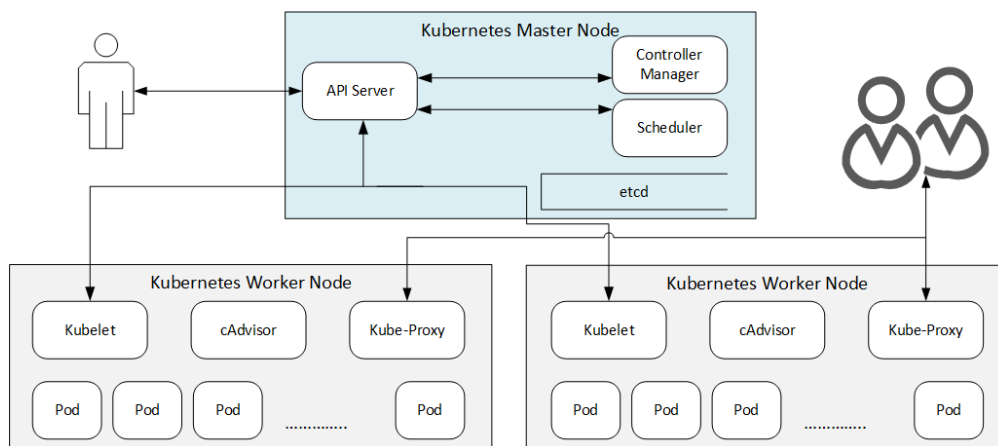 Kubernetes Master Node
API Server
Controller
Manager
Scheduler
etcd
Kubernetes Worker Node
Kubelet
cAdvisor
Kube-Proxy
Pod
Pod
Pod
..............
Pod
Kubernetes Worker Node
Kubelet
cAdvisor
Kube-Proxy
Pod
Pod
Pod
..............
Pod